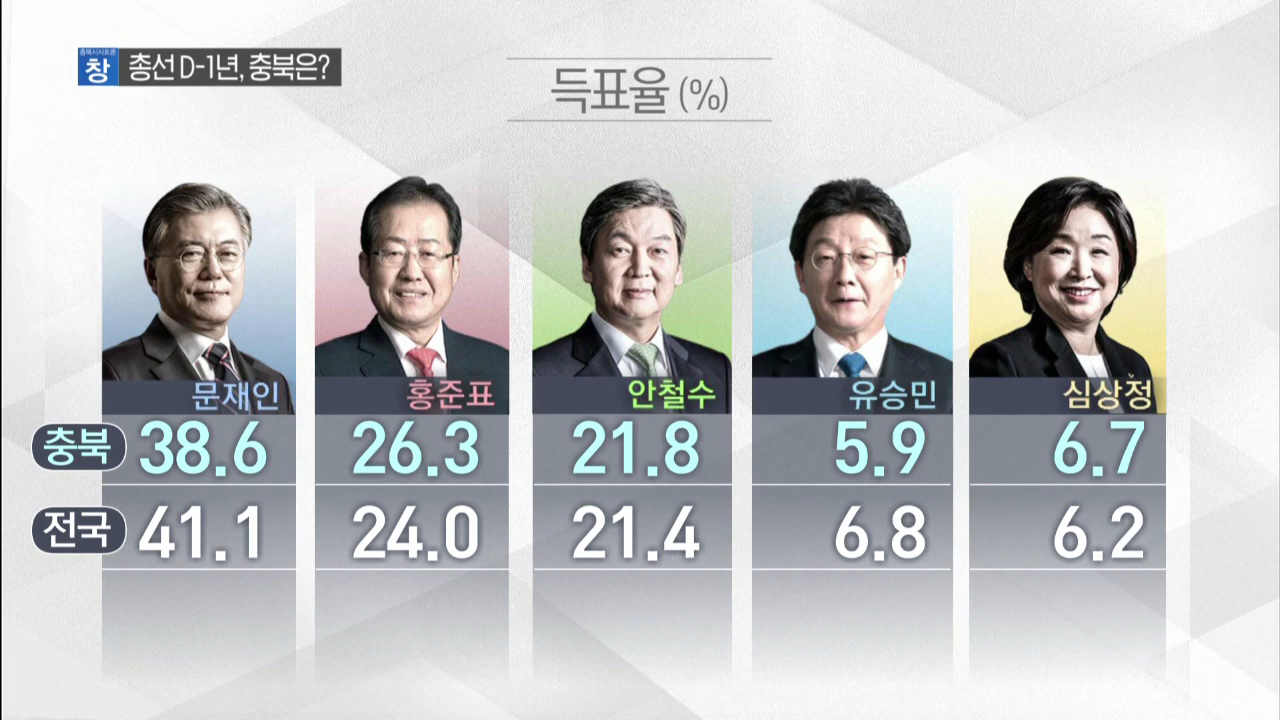 충북시사토론
창 총선 D-1년, 충북은?
득표율 (%)
문재인 홍준표 안철수 유승민 심상정
충북 38.6 26.3 21.8 5.9 6.7
전국 41.1 24.0 21.4 6.8 6.2